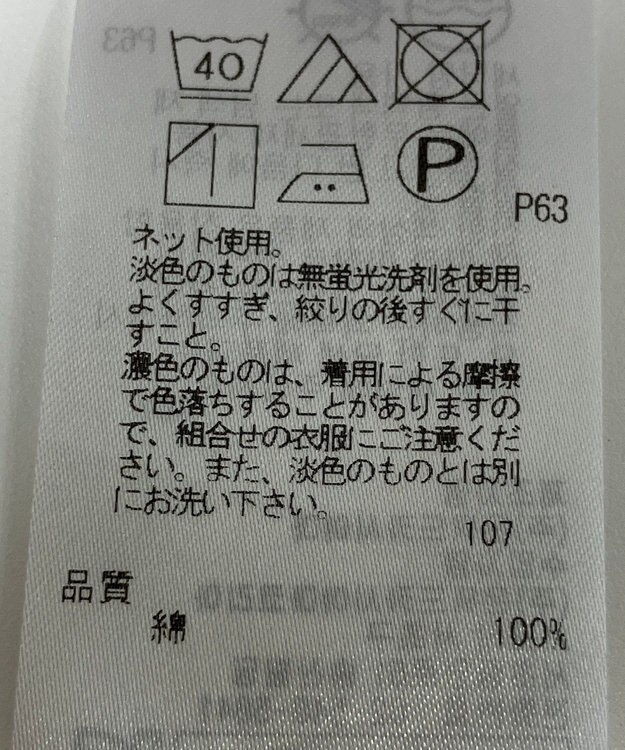 40
P
P63
ネット使用。
淡色のものは無蛍光洗剤を使用。
よくすすぎ、絞りの後すぐに干
すこと。
濃色のものは、着用による摩擦
で色落ちすることがありますの
で、組合せの衣服にご注意くだ
さい。また、淡色のものとは別
にお洗い下さい。
107
品質
綿 100%